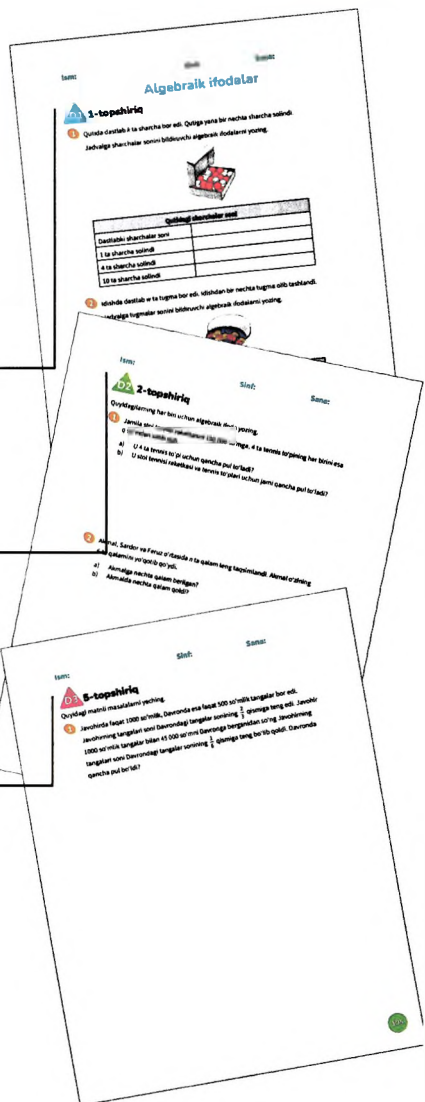 Ism:
Algebraik ifodalar
D1 1-topshiriq
1 Qutida dastlab k ta sharcha bor edi. Qutiga yana bir nechta sharcha solindi.
Jadvalga sharchalar sonini bildiruvchi algebraik ifodalarni yozing.
Qutidagi sharchalar soni
Dastlabki sharchalar soni
1 ta sharcha solindi
4 ta sharcha solindi
10 ta sharcha solindi
2 Idishda dastlab w ta tugma bor edi. Idishdan bir nechta tugma olib tashlandi.
Jadvalga tugmalar sonini bildiruvchi algebraik ifodalarni yozing.
Ism: Sinf: Sana:
D2 2-topshiriq
Quyidagilarning har biri uchun algebraik ifoda yozing.
1 Jamila stol 4 ta tennis to'pining har birini esa
a) U 4 ta tennis to'pi uchun qancha pul to'ladi?
b) U stol tennisi raketkasi va tennis to'plari uchun jami qancha pul to'ladi?
2 Akmal, Sardor va Feruz o'rtasida n ta qalam teng taqsimlandi. Akmal o'zining
qalamini yo'qotib qo'ydi.
a) Akmalga nechta qalam berilgan?
b) Akmalda nechta qalam qoldi?
Ism: Sinf: Sana:
D3 5-topshiriq
Quyidagi matnli masalalarni yeching.
1 Javohirda faqat 1000 so'mlik, Davronda esa faqat 500 so'mlik tangalar bor edi.
Javohirning tangalari soni Davrondagi tangalar sonining qismiga teng edi. Javohir
1000 so'mlik tangalar bilan 45 000 so'mni Davronga berganidan so'ng Javohirning
tangalari soni Davrondagi tangalar sonining qismiga teng bo'lib qoldi. Davronda
qancha pul bo'ldi?